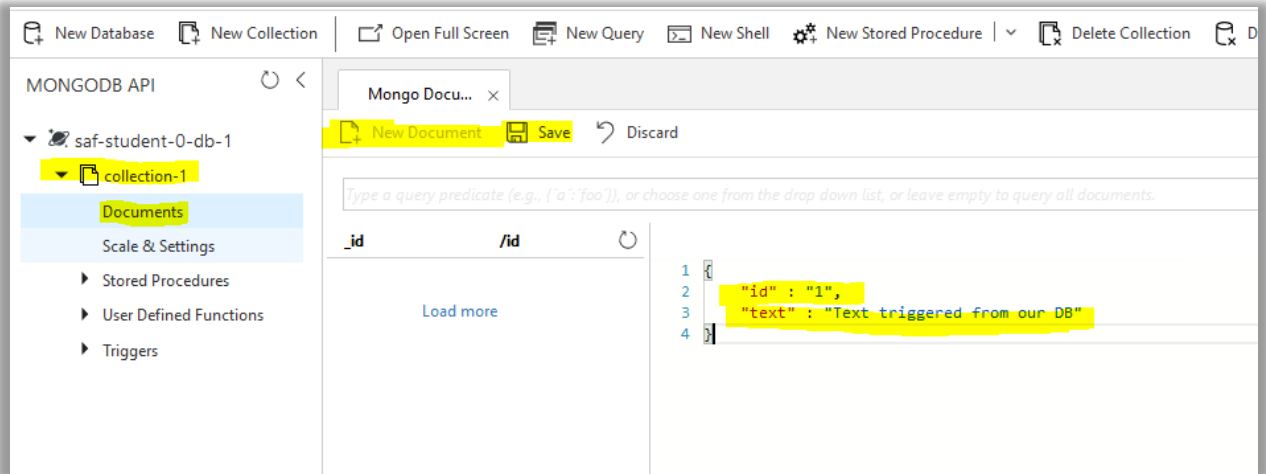 New Database New Collection Open Full Screen New Query New Shell New Stored Procedure Delete Collection D
MONGODB API
Mongo Docu...
New Document Save Discard
saf-student-0-db-1
collection-1
Documents
Scale & Settings
Stored Procedures
User Defined Functions
Triggers
Type a query predicate (e.g., {´a´:´foo´}), or choose one from the drop down list, or leave empty to query all documents.
_id /id
Load more
1 {
2 "id" : "1",
3 "text" : "Text triggered from our DB"
4 }